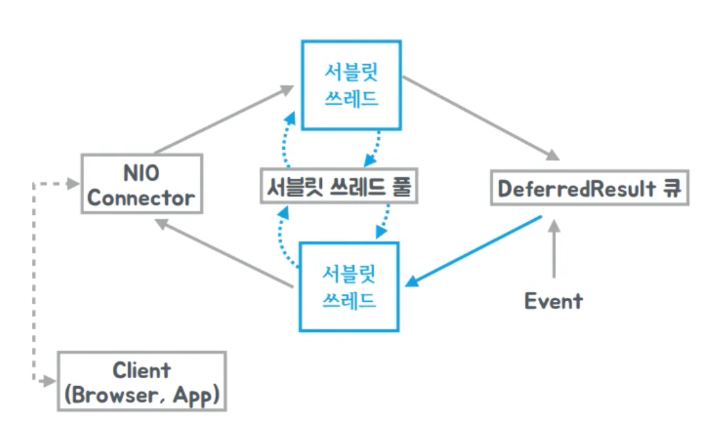 서블릿
쓰레드
NIO
Connector
서블릿 쓰레드 풀
DeferredResult 큐
서블릿
쓰레드
Event
Client
(Browser, App)